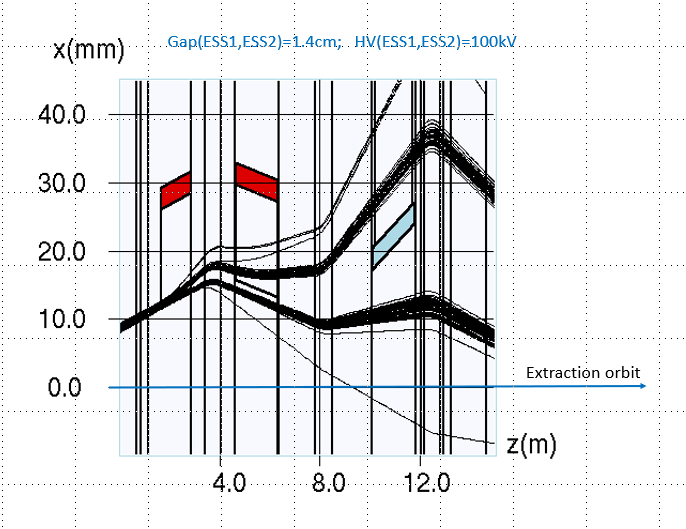 Gap(ESS1,ESS2)=1.4cm; HV(ESS1,ESS2)=100kV
x(mm)
40.0
30.0
20.0
10.0
0.0
Extraction orbit
z(m)
4.0 8.0 12.0